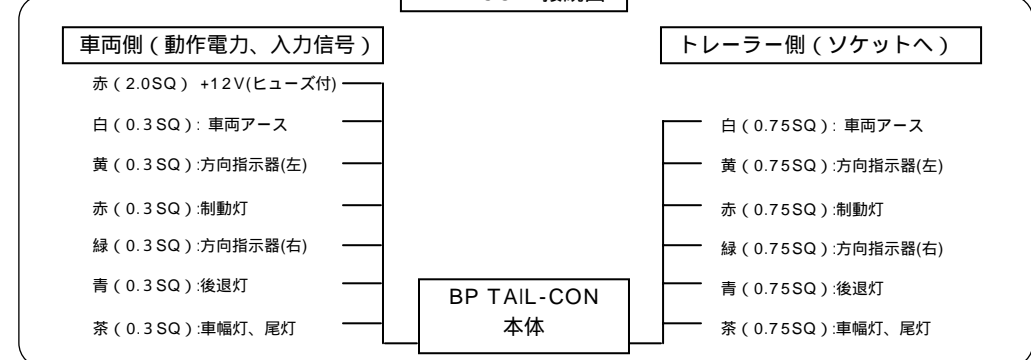 車両側(動作電力、入力信号)
赤(2.0SQ) +12V(ヒューズ付)
白(0.3SQ): 車両アース
黄(0.3SQ):方向指示器(左)
赤(0.3SQ):制動灯
緑(0.3SQ):方向指示器(右)
青(0.3SQ):後退灯
茶(0.3SQ):車幅灯、尾灯
BP TAIL-CON
本体
トレーラー側(ソケットへ)
白(0.75SQ): 車両アース
黄(0.75SQ):方向指示器(左)
赤(0.75SQ):制動灯
緑(0.75SQ):方向指示器(右)
青(0.75SQ):後退灯
茶(0.75SQ):車幅灯、尾灯